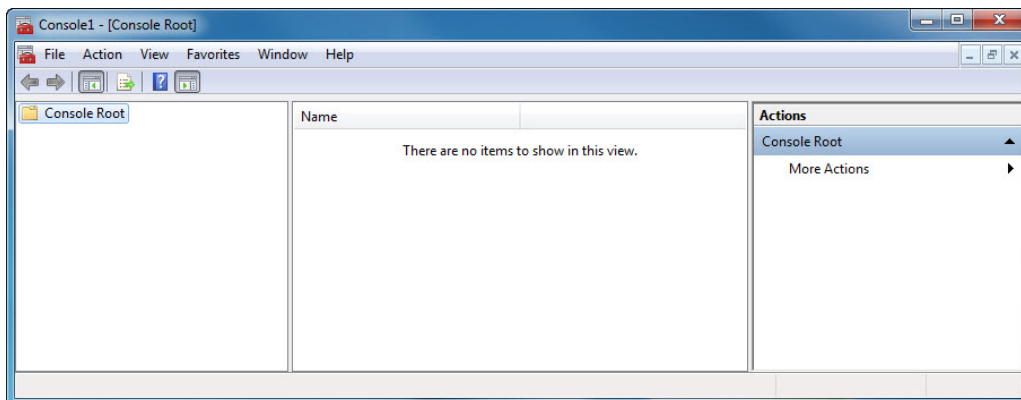 Console1 - [Console Root]
File Action View Favorites Window Help
Console Root
Name
There are no items to show in this view.
Actions
Console Root
More Actions